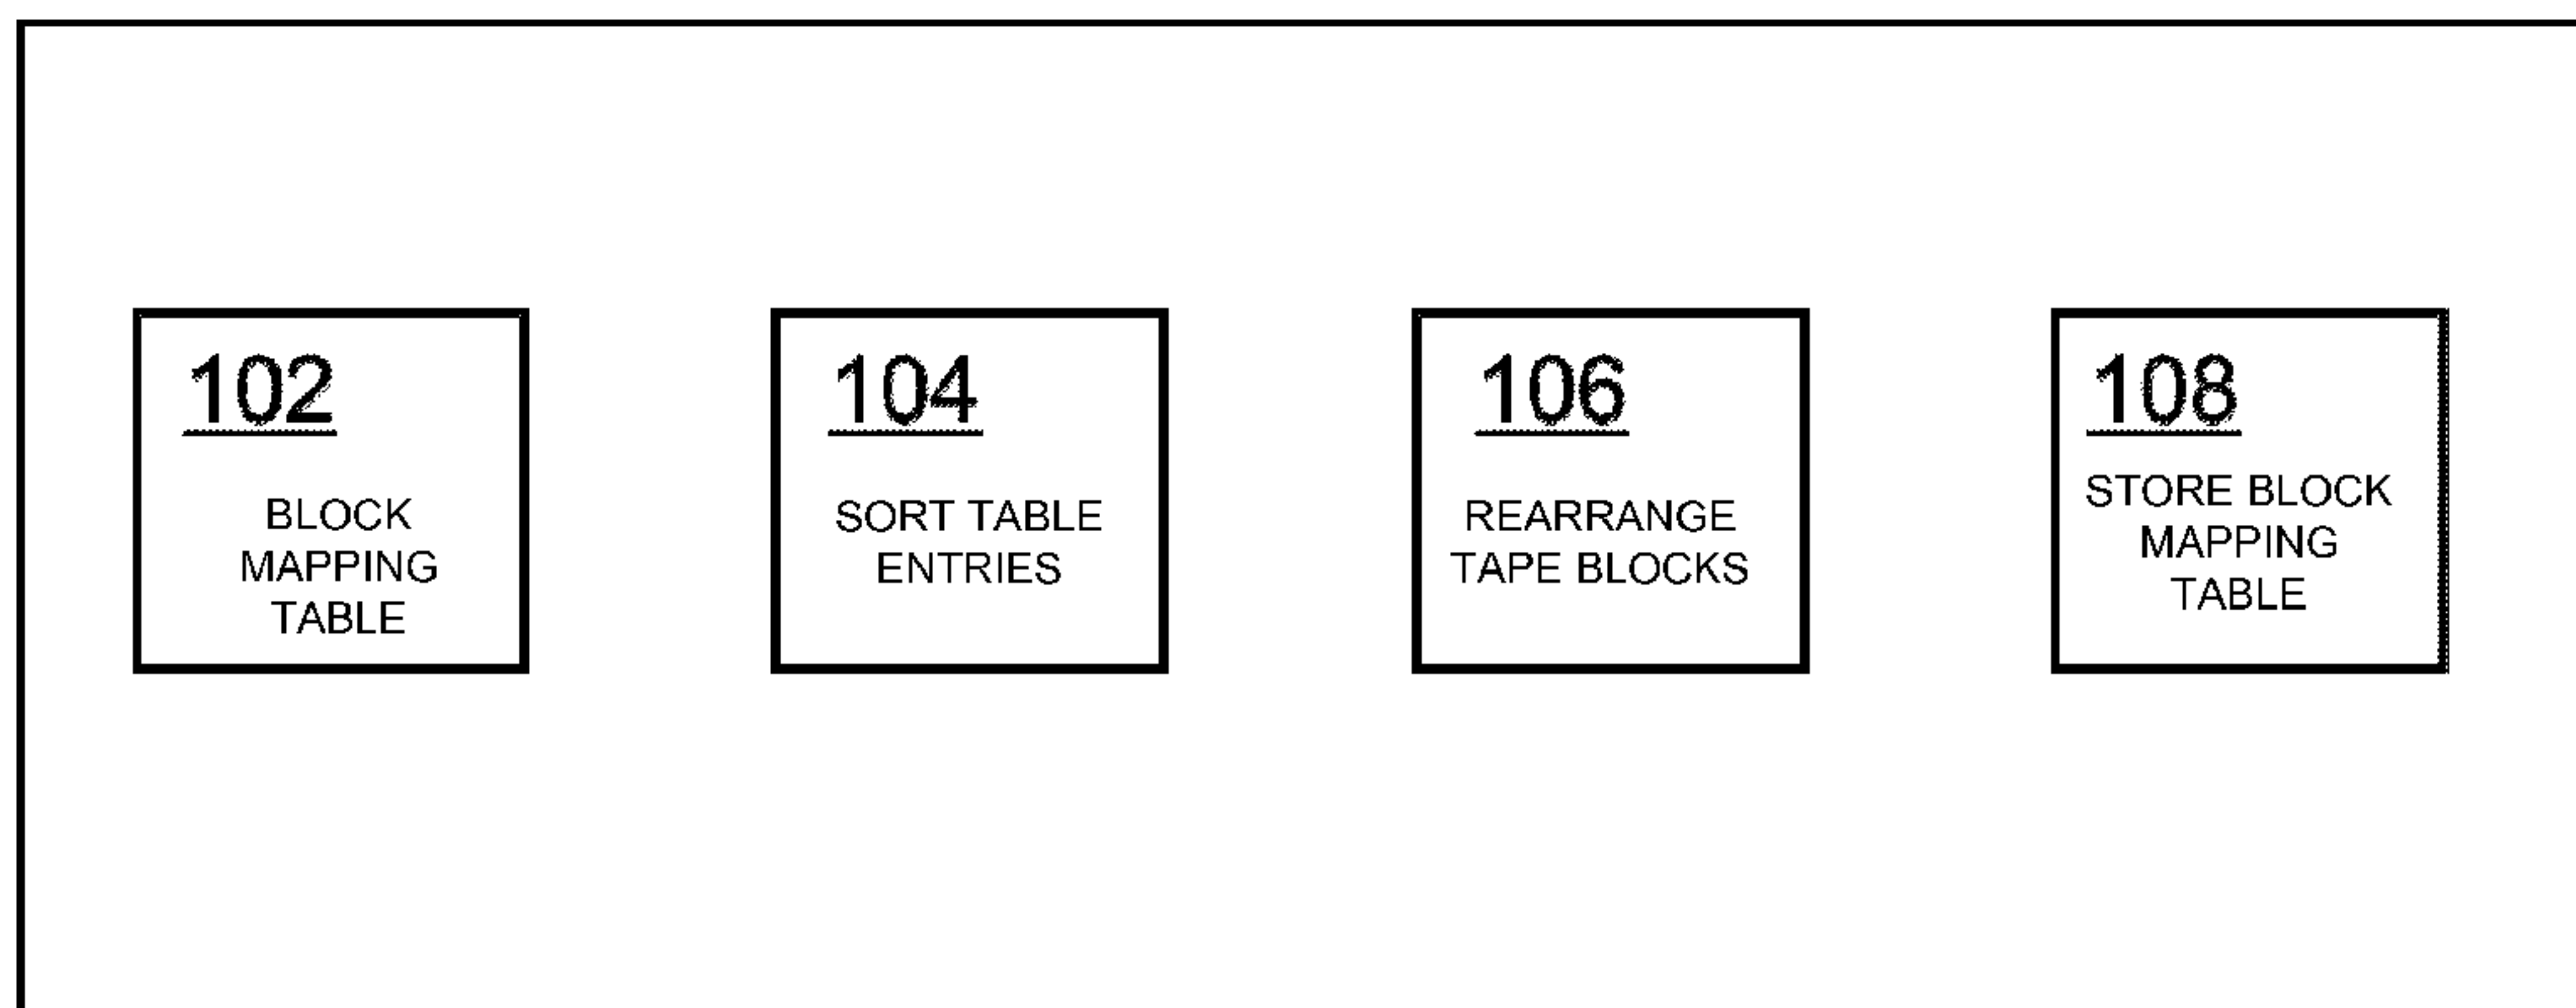 102
BLOCK
MAPPING
TABLE
104
SORT TABLE
ENTRIES
106
REARRANGE
TAPE BLOCKS
108
STORE BLOCK
MAPPING
TABLE